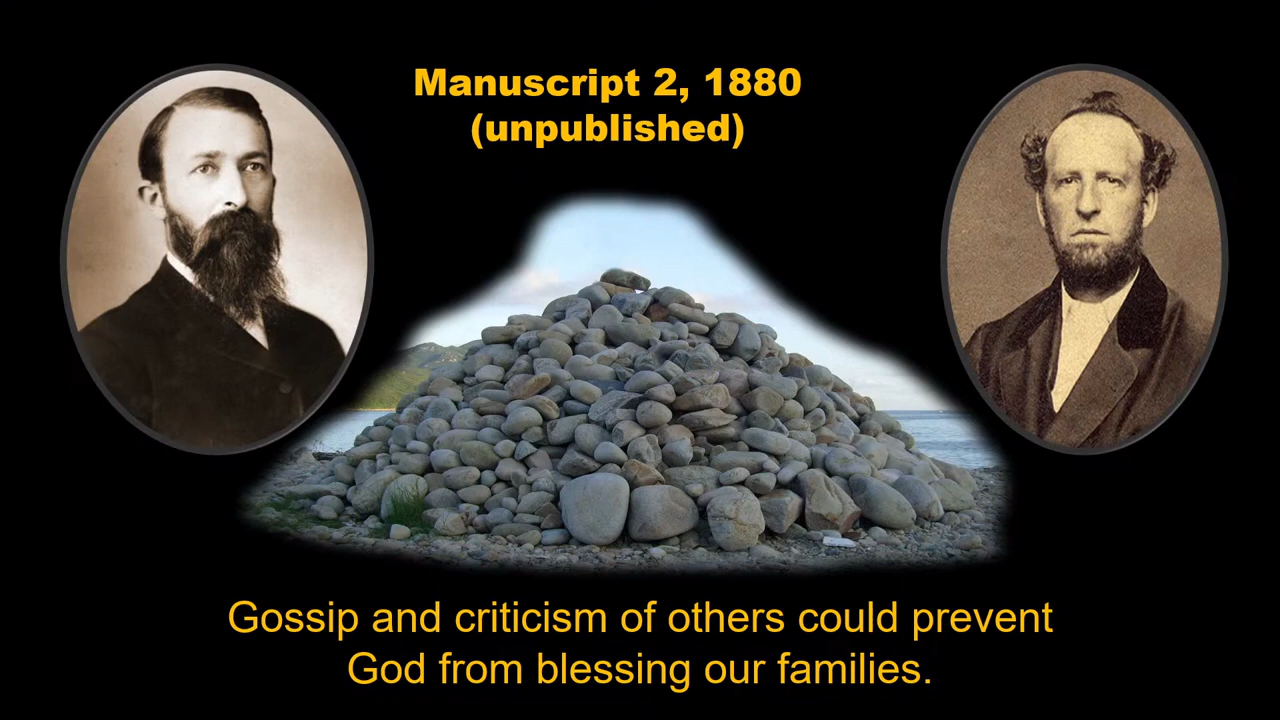 Manuscript 2, 1880
(unpublished)
Gossip and criticism of others could prevent
God from blessing our families.